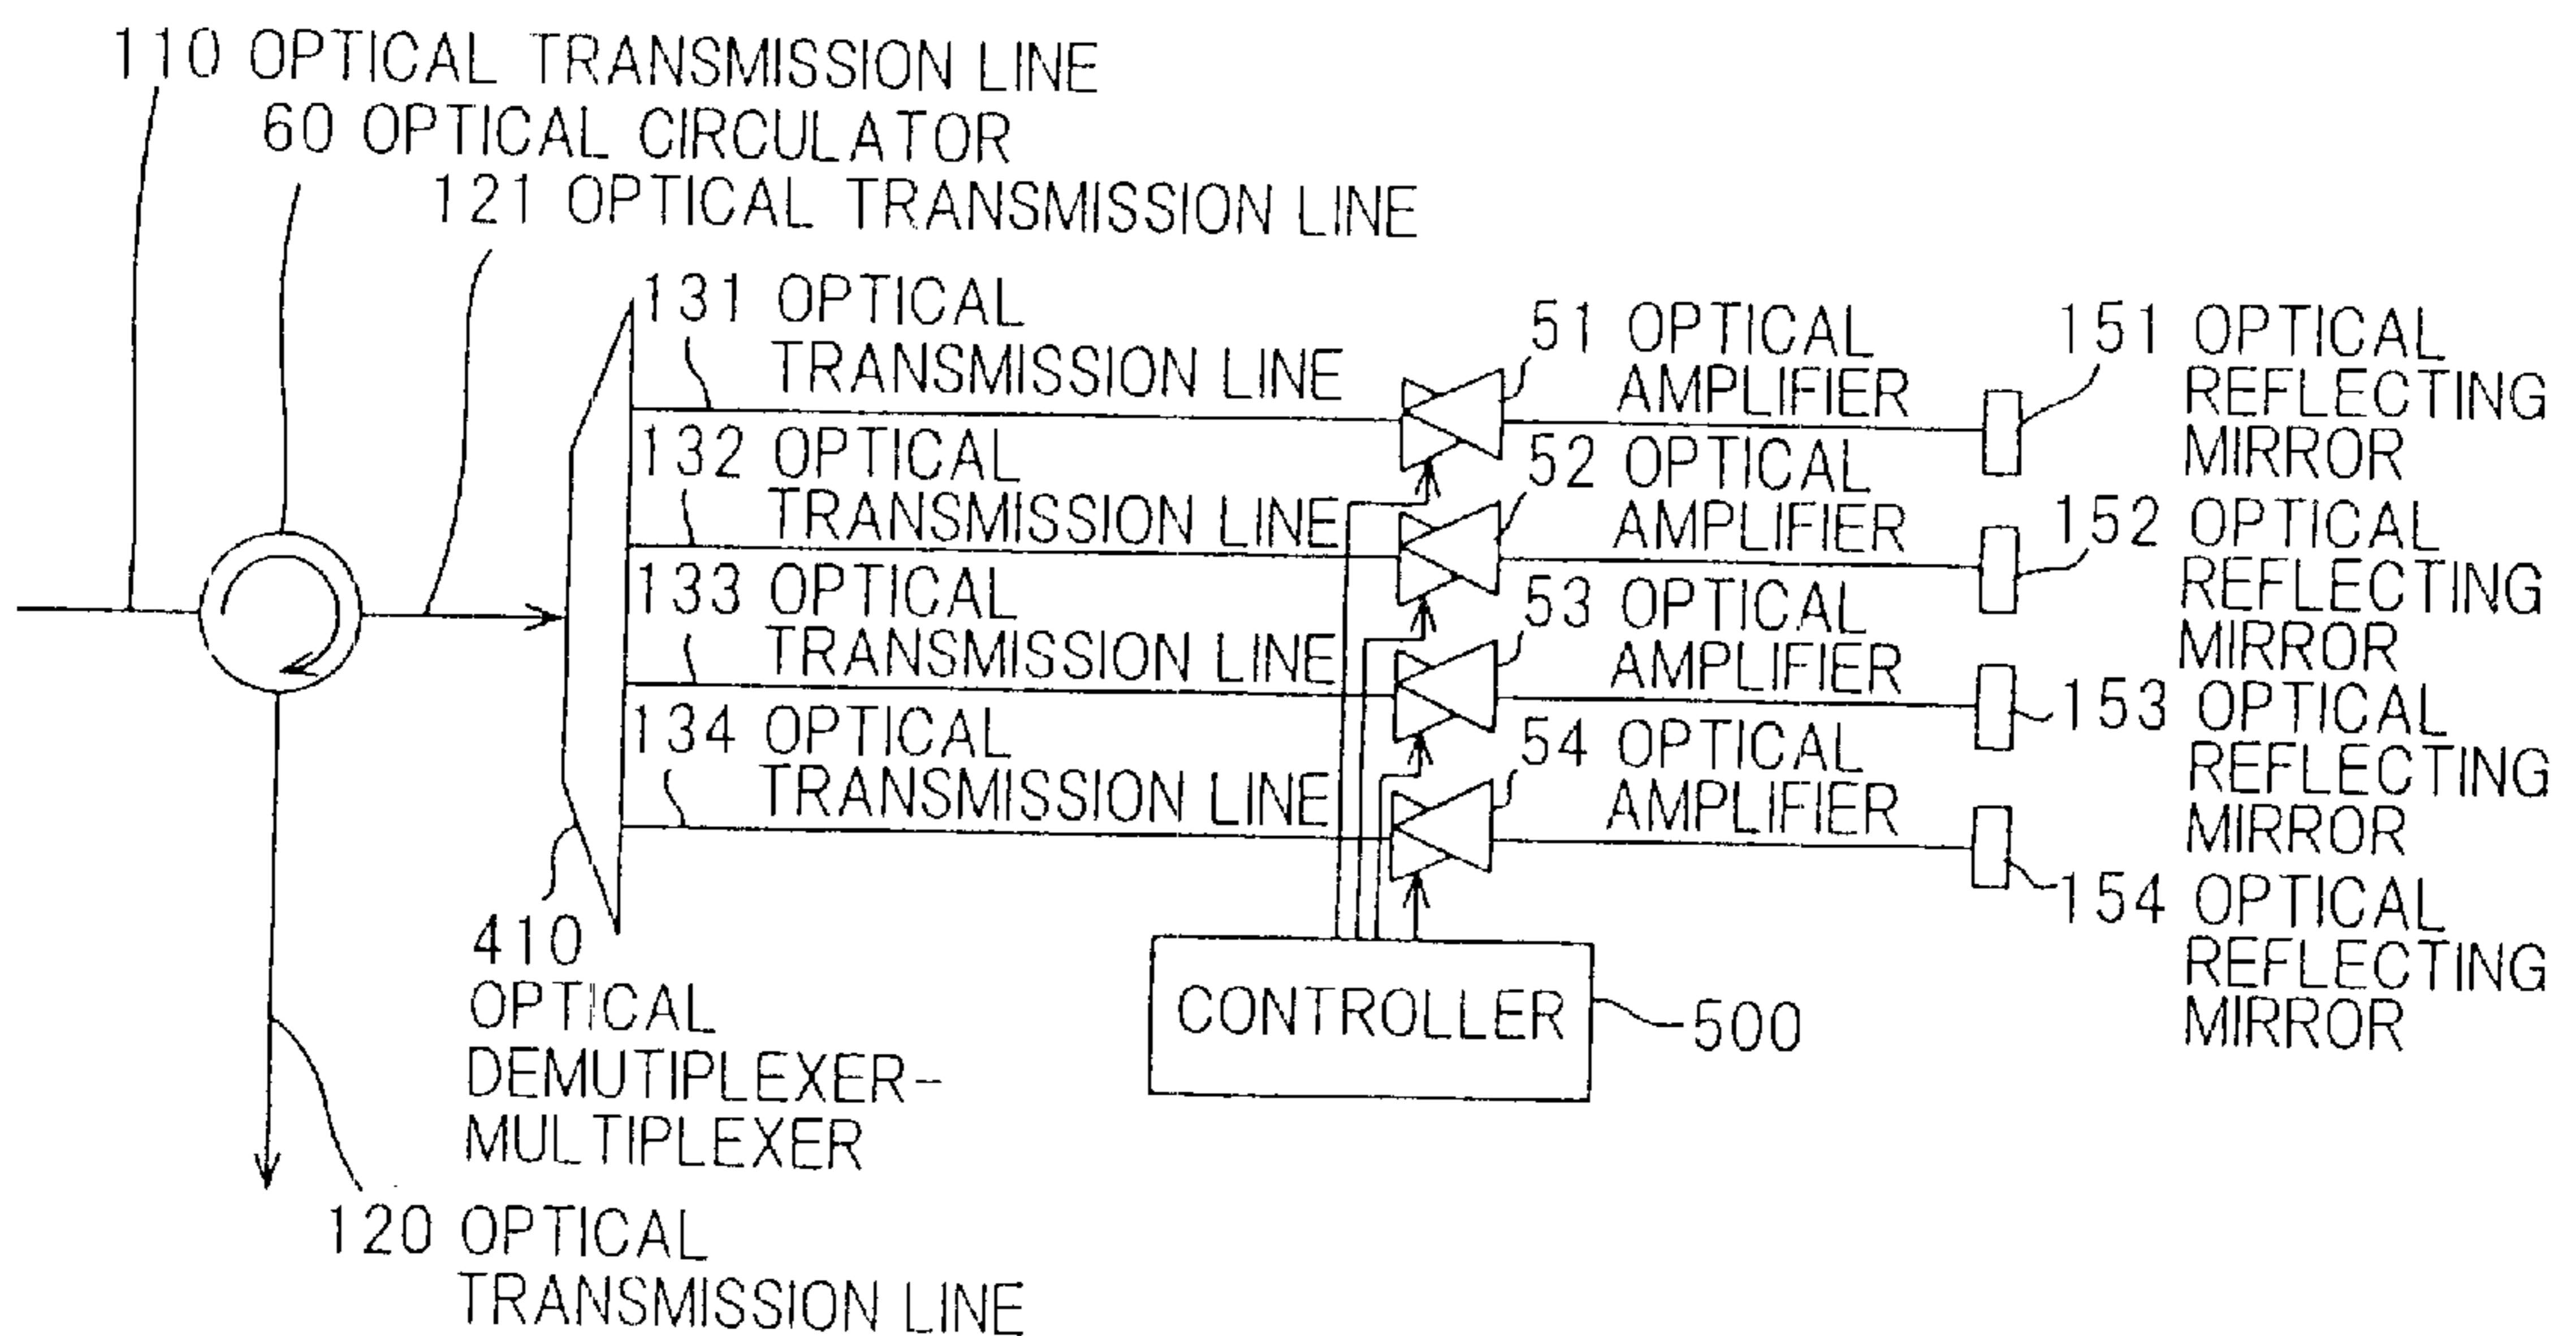 110 OPTICAL TRANSMISSION LINE
60 OPTICAL CIRCULATOR
121 OPTICAL TRANSMISSION LINE
131 OPTICAL
TRANSMISSION LINE
51 OPTICAL
AMPLIFIER
151 OPTICAL
REFLECTING
MIRROR
132 OPTICAL
TRANSMISSION LINE
52 OPTICAL
AMPLIFIER
152 OPTICAL
REFLECTING
MIRROR
133 OPTICAL
TRANSMISSION LINE
53 OPTICAL
AMPLIFIER
153 OPTICAL
REFLECTING
MIRROR
134 OPTICAL
TRANSMISSION LINE
54 OPTICAL
AMPLIFIER
154 OPTICAL
REFLECTING
MIRROR
410
OPTICAL
DEMUTIPLEXER-
MULTIPLEXER
CONTROLLER
500
120 OPTICAL
TRANSMISSION LINE